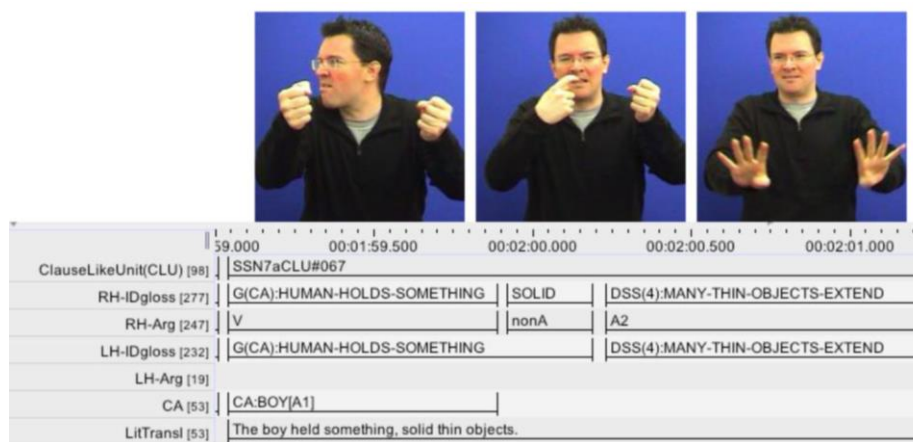 59.000 00:01:59.500 00:02:00.000 00:02:00.500 00:02:01.000
ClauseLikeUnit(CLU) [98] SSN7aCLU#067
RH-IDgloss [277] G(CA):HUMAN-HOLDS-SOMETHING SOLID DSS(4):MANY-THIN-OBJECTS-EXTEND
RH-Arg [247] V nonA A2
LH-IDgloss [232] G(CA):HUMAN-HOLDS-SOMETHING DSS(4):MANY-THIN-OBJECTS-EXTEND
LH-Arg [19]
CA [53] CA:BOY[A1]
LitTransl [53] The boy held something, solid thin objects.